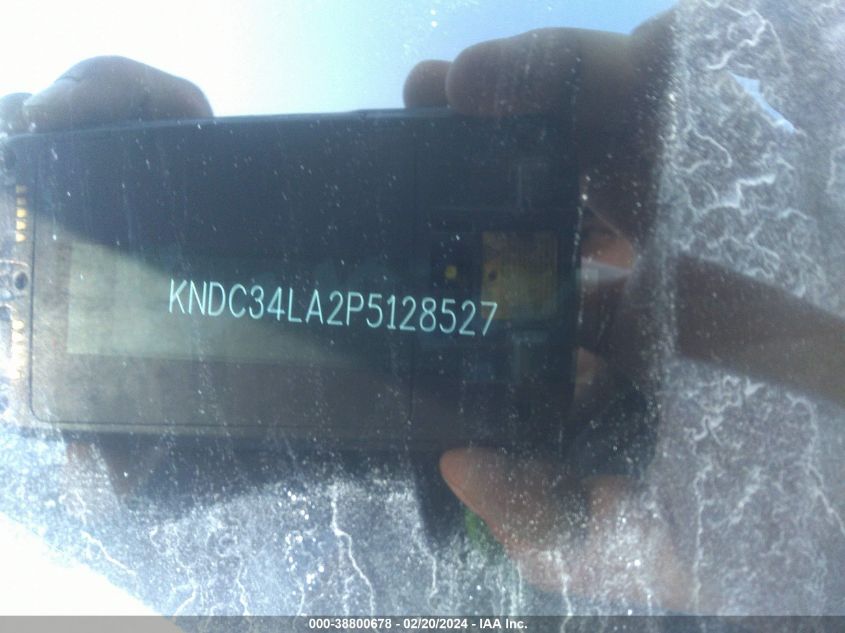 KNDC34LA2P5128527
000-38800678 - 02/20/2024 - IAA Inc.